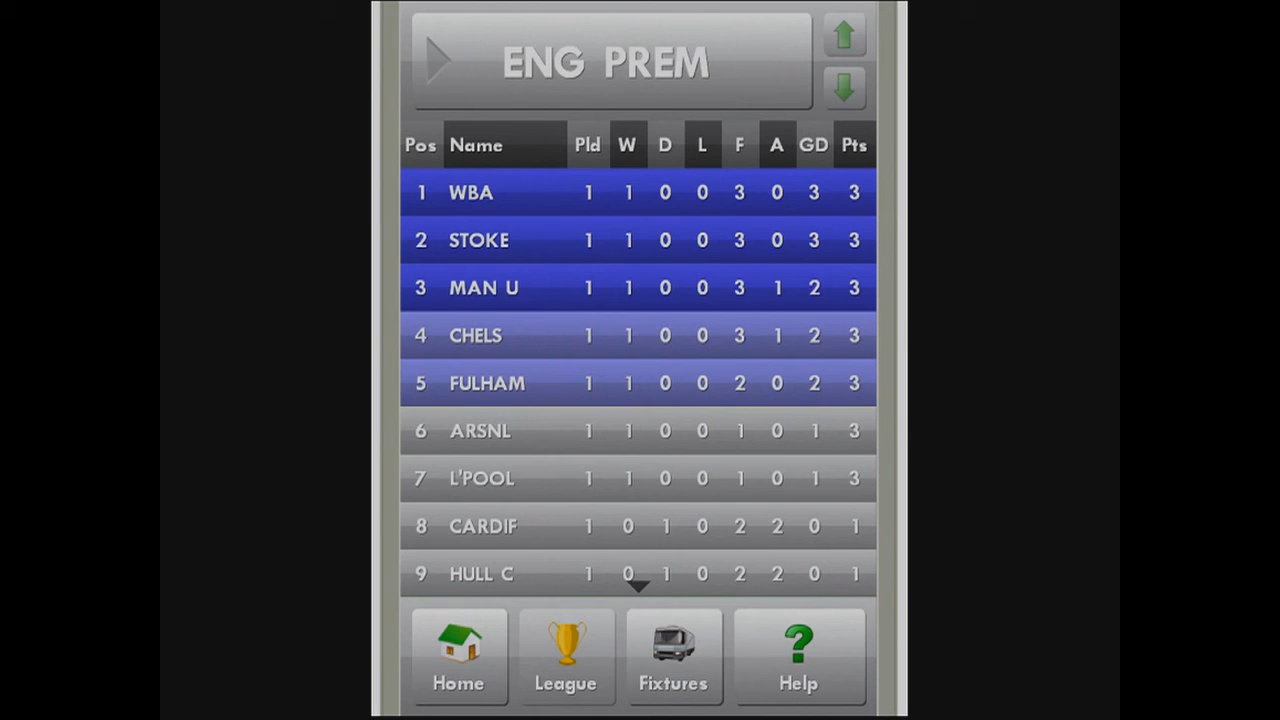 ENG PREM
Pos Name Pld W D L F A GD Pts
1 WBA 1 1 0 0 3 0 3 3
2 STOKE 1 1 0 0 3 0 3 3
3 MAN U 1 1 0 0 3 1 2 3
4 CHELS 1 1 0 0 3 1 2 3
5 FULHAM 1 1 0 0 2 0 2 3
6 ARSNL 1 1 0 0 1 0 1 3
7 L'POOL 1 1 0 0 1 0 1 3
8 CARDIF 1 0 1 0 2 2 0 1
9 HULL C 1 0 1 0 2 2 0 1
Home League Fixtures Help